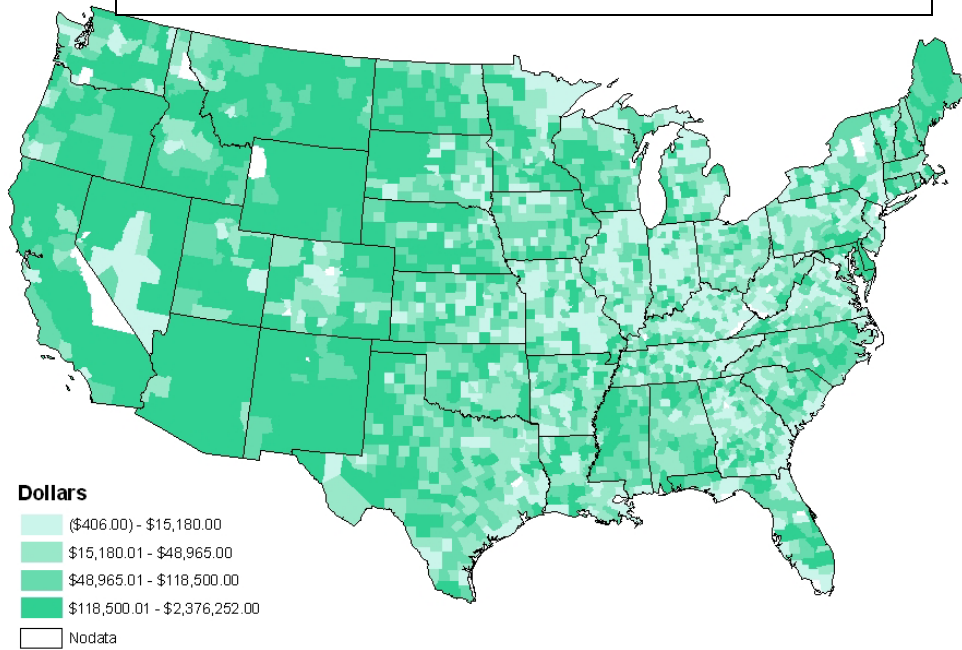 Dollars
($406.00) - $15,180.00
$15,180.01 - $48,965.00
$48,965.01 - $118,500.00
$118,500.01 - $2,376,252.00
Nodata